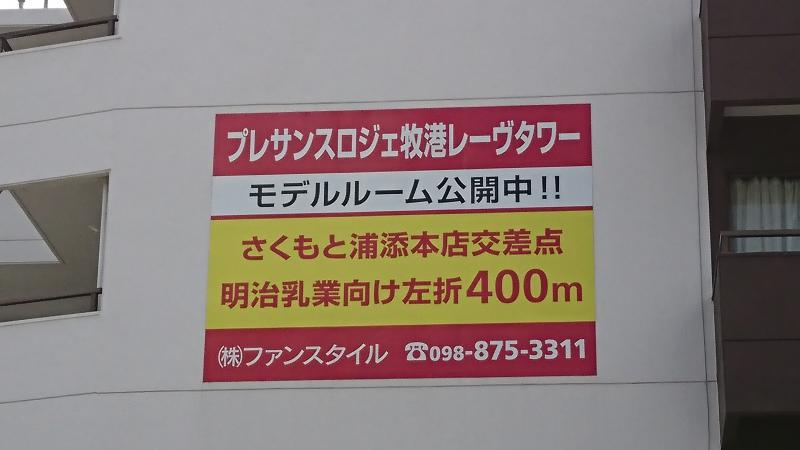 プレサンスロジェ牧港レーヴタワー
モデルルーム公開中!!
さくもと浦添本店交差点
明治乳業向け左折400m
㈱ファンスタイル ☎098-875-3311